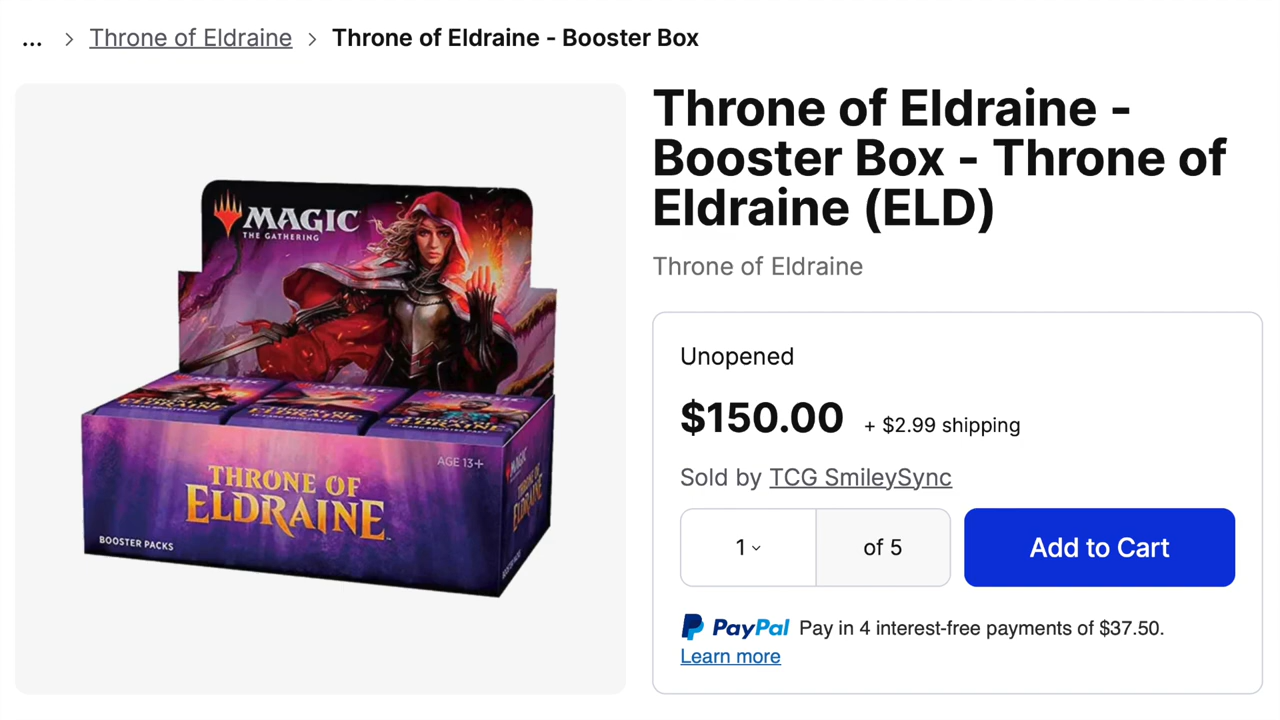 ... > Throne of Eldraine > Throne of Eldraine - Booster Box
MAGIC
THE GATHERING
AGE 13+
THRONE OF
ELDRAINE
BOOSTER PACKS
Throne of Eldraine -
Booster Box - Throne of
Eldraine (ELD)
Throne of Eldraine
Unopened
$150.00 + $2.99 shipping
Sold by TCG SmileySync
1 of 5 Add to Cart
PayPal Pay in 4 interest-free payments of $37.50.
Learn more